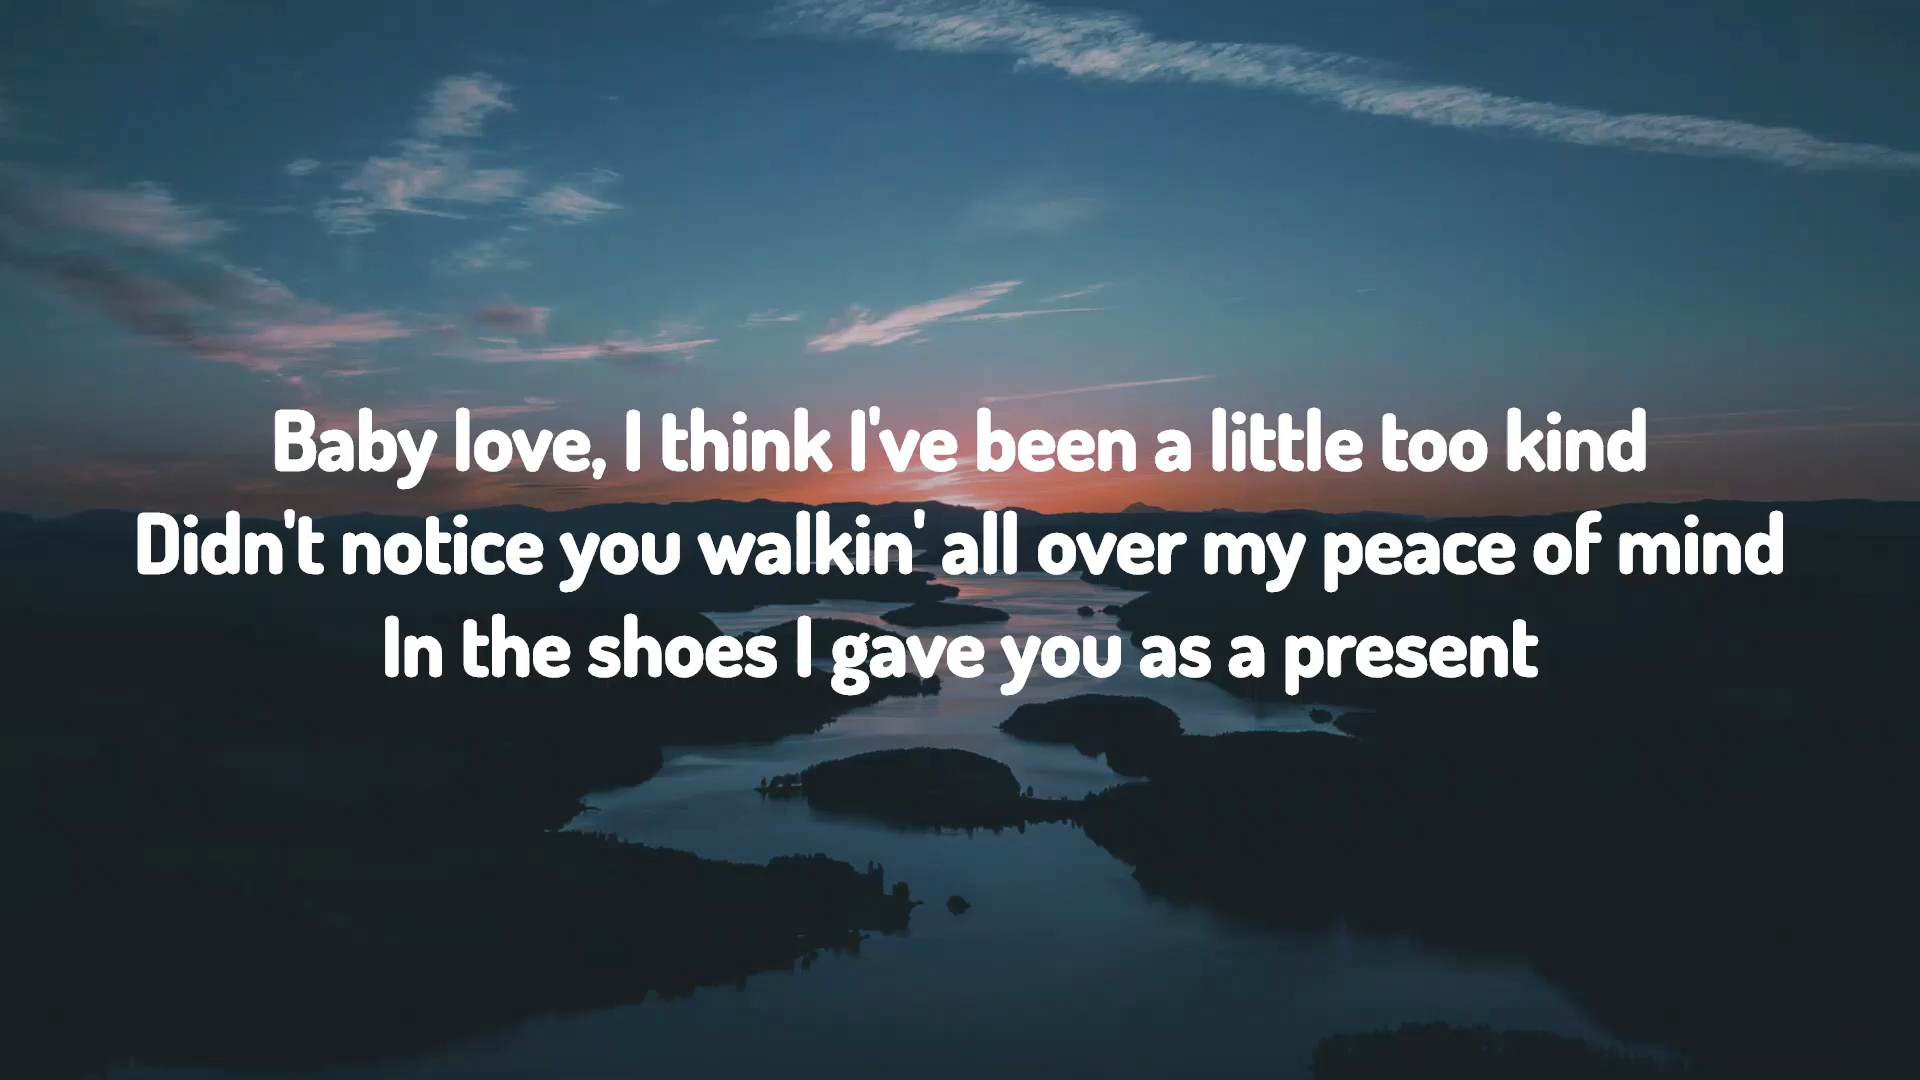 Baby love, I think I've been a little too kind
Didn't notice you walkin' all over my peace of mind
In the shoes I gave you as a present